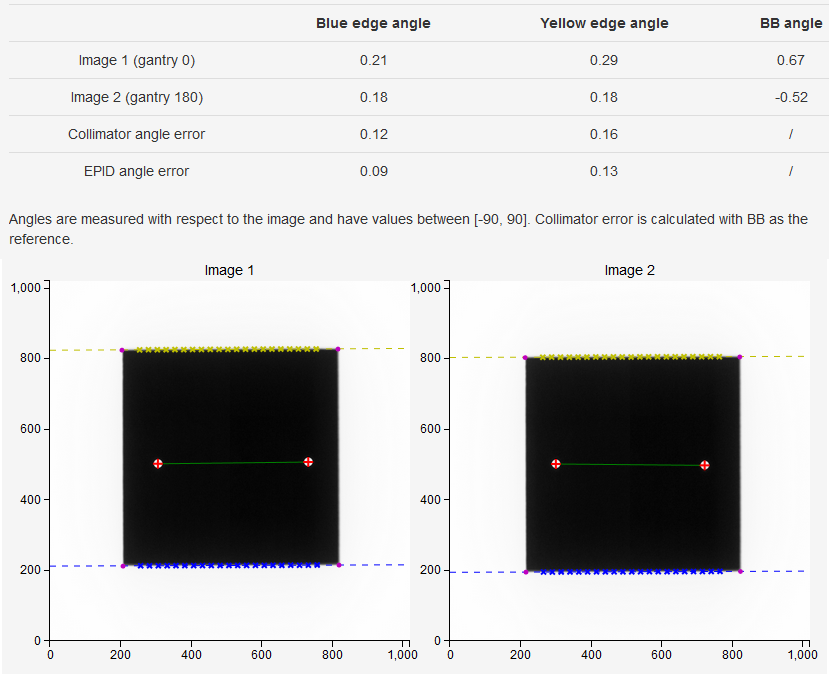 Blue edge angle Yellow edge angle BB angle
Image 1 (gantry 0) 0.21 0.29 0.67
Image 2 (gantry 180) 0.18 0.18 -0.52
Collimator angle error 0.12 0.16 /
EPID angle error 0.09 0.13 /
Angles are measured with respect to the image and have values between [-90, 90]. Collimator error is calculated with BB as the
reference.
Image 1
1,000
800
600
400
200
0
0 200 400 600 800 1,000
Image 2
1,000
800
600
400
200
0
0 200 400 600 800 1,000